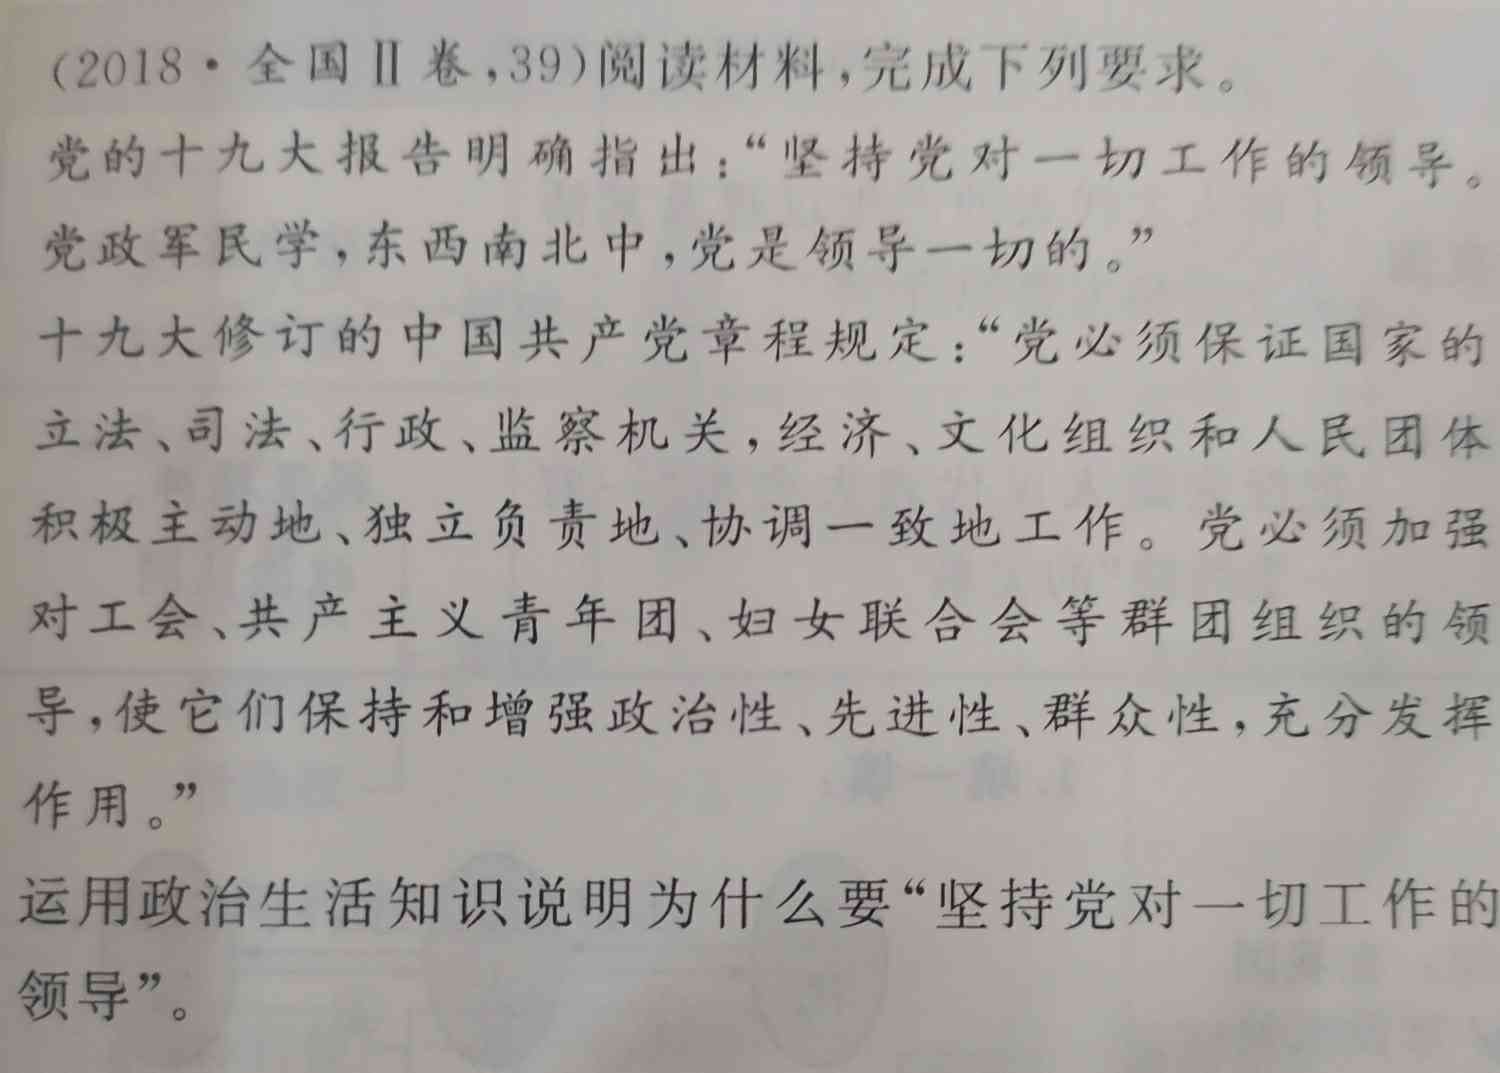 (2018·全国Ⅱ卷,39)阅读材料,完成下列要求。
党的十九大报告明确指出:“坚持党对一切工作的领导。
党政军民学,东西南北中,党是领导一切的。”
十九大修订的中国共产党章程规定:“党必须保证国家的
立法、司法、行政、监察机关,经济、文化组织和人民团体
积极主动地、独立负责地、协调一致地工作。党必须加强
对工会、共产主义青年团、妇女联合会等群团组织的领
导,使它们保持和增强政治性、先进性、群众性,充分发挥
作用。”
运用政治生活知识说明为什么要“坚持党对一切工作的
领导”。